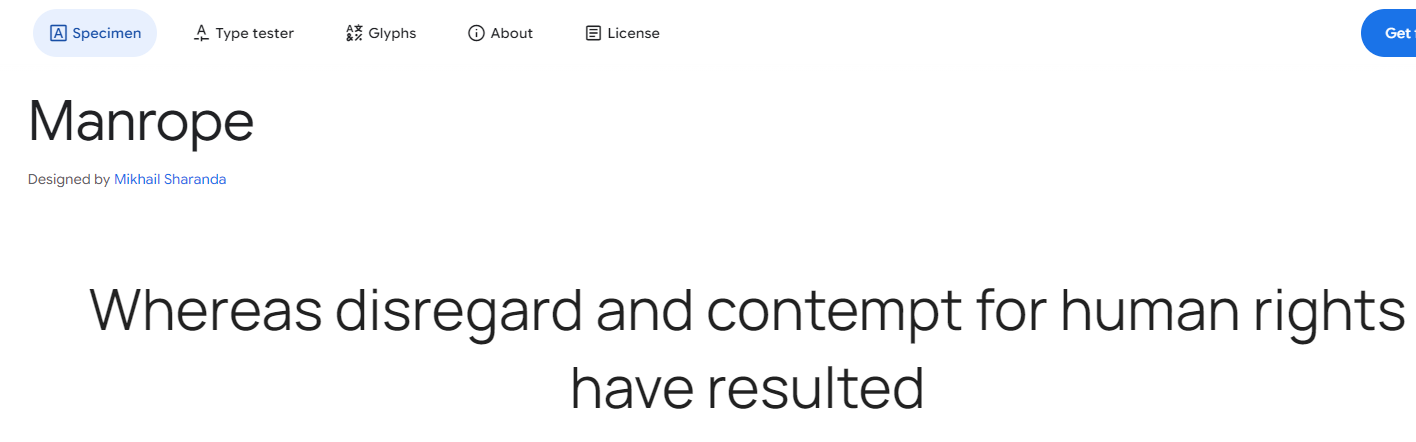 Specimen Type tester Glyphs About License Get
Manrope
Designed by Mikhail Sharanda
Whereas disregard and contempt for human rights
have resulted